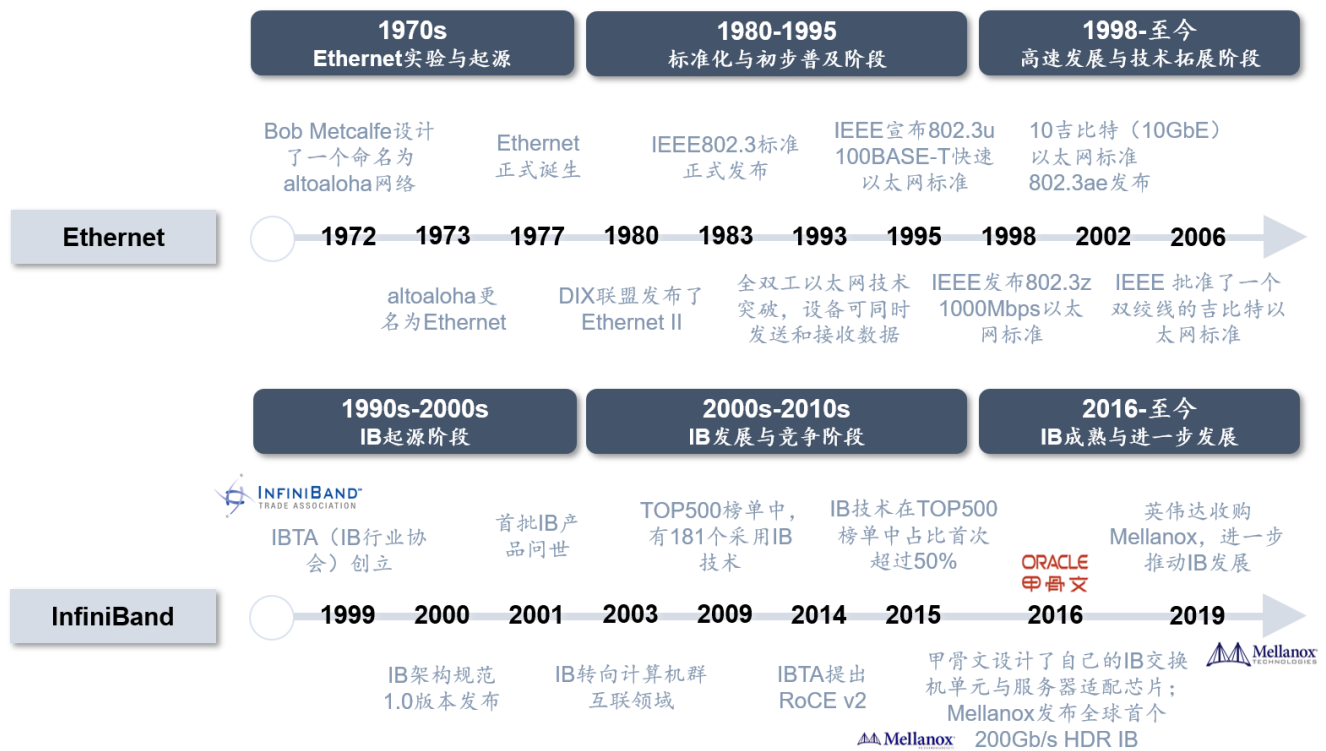 1970s
Ethernet实验与起源
1980-1995
标准化与初步普及阶段
1998-至今
高速发展与技术拓展阶段
Bob Metcalfe设计
了一个命名为
altoaloha网络
Ethernet
正式诞生
IEEE802.3标准
正式发布
IEEE宣布802.3u
100BASE-T快速
以太网标准
10吉比特（10GbE）
以太网标准
802.3ae发布
Ethernet
1972
1973
1977
1980
1983
1993
1995
1998
2002
2006
altoaloha更
名为Ethernet
DIX联盟发布了
Ethernet II
全双工以太网技术
突破，设备可同时
发送和接收数据
IEEE发布802.3z
1000Mbps以太
网标准
IEEE 批准了一个
双绞线的吉比特以
太网标准
1990s-2000s
IB起源阶段
2000s-2010s
IB发展与竞争阶段
2016-至今
IB成熟与进一步发展
INFINIBAND™
TRADE ASSOCIATION
IBTA（IB行业协
会）创立
首批IB产
品问世
TOP500榜单中，
有181个采用IB
技术
IB技术在TOP500
榜单中占比首次
超过50%
ORACLE
甲骨文
英伟达收购
Mellanox，进一步
推动IB发展
InfiniBand
1999
2000
2001
2003
2009
2014
2015
2016
2019
IB架构规范
1.0版本发布
IB转向计算机群
互联领域
IBTA提出
RoCE v2
甲骨文设计了自己的IB交换
机单元与服务器适配芯片；
Mellanox发布全球首个
200Gb/s HDR IB
Mellanox
Mellanox
TECHNOLOGIES